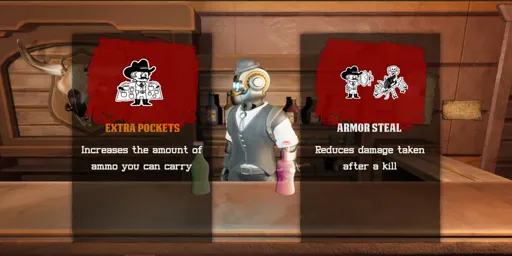 EXTRA POCKETS
Increases the amount of
ammo you can carry
ARMOR STEAL
Reduces damage taken
after a kill